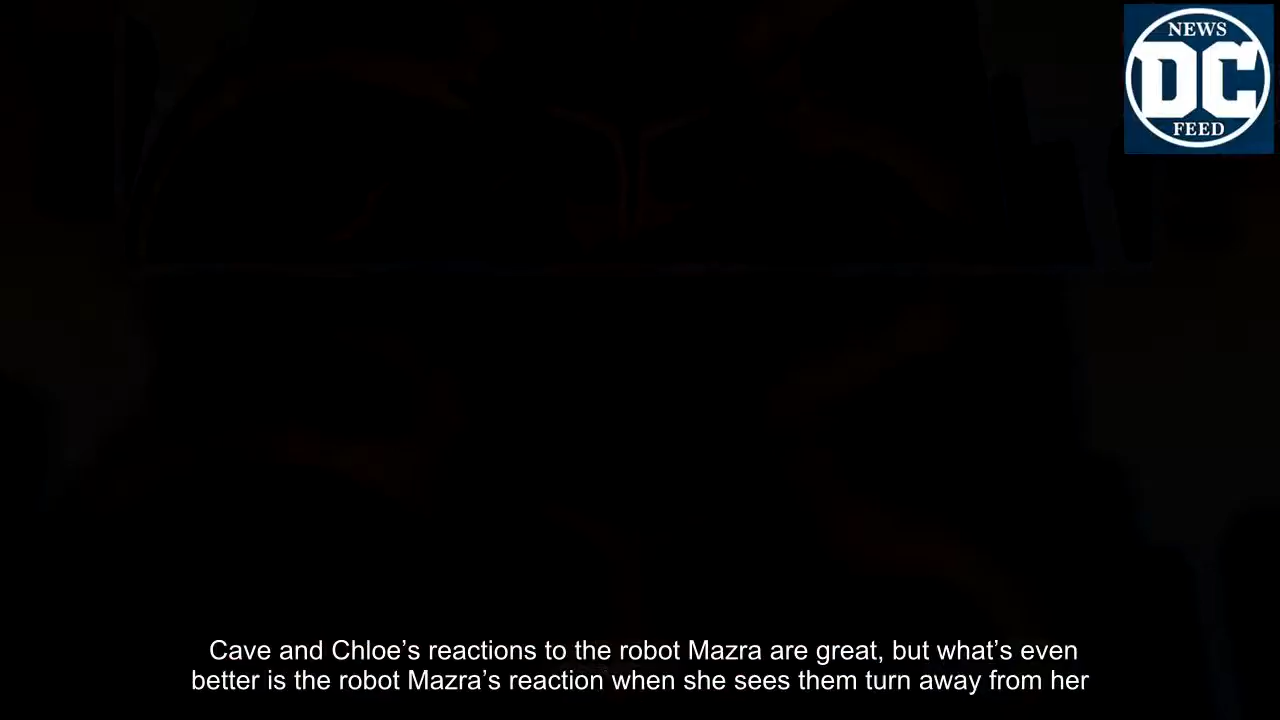 NEWS
DC
FEED
Cave and Chloe’s reactions to the robot Mazra are great, but what’s even
better is the robot Mazra’s reaction when she sees them turn away from her